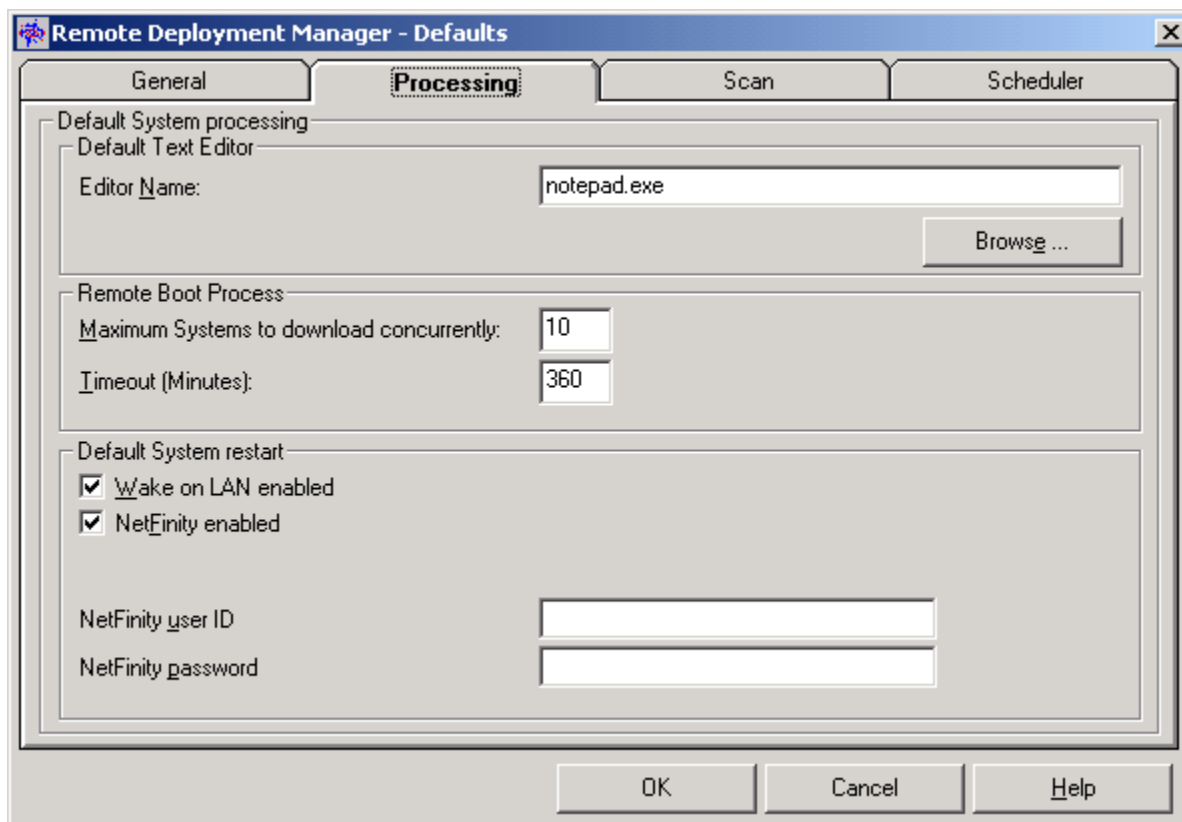 Remote Deployment Manager - Defaults
General Processing Scan Scheduler
Default System processing
Default Text Editor
Editor Name: notepad.exe
Browse ...
Remote Boot Process
Maximum Systems to download concurrently: 10
Timeout (Minutes): 360
Default System restart
Wake on LAN enabled
NetFinity enabled
NetFinity user ID
NetFinity password
OK Cancel Help